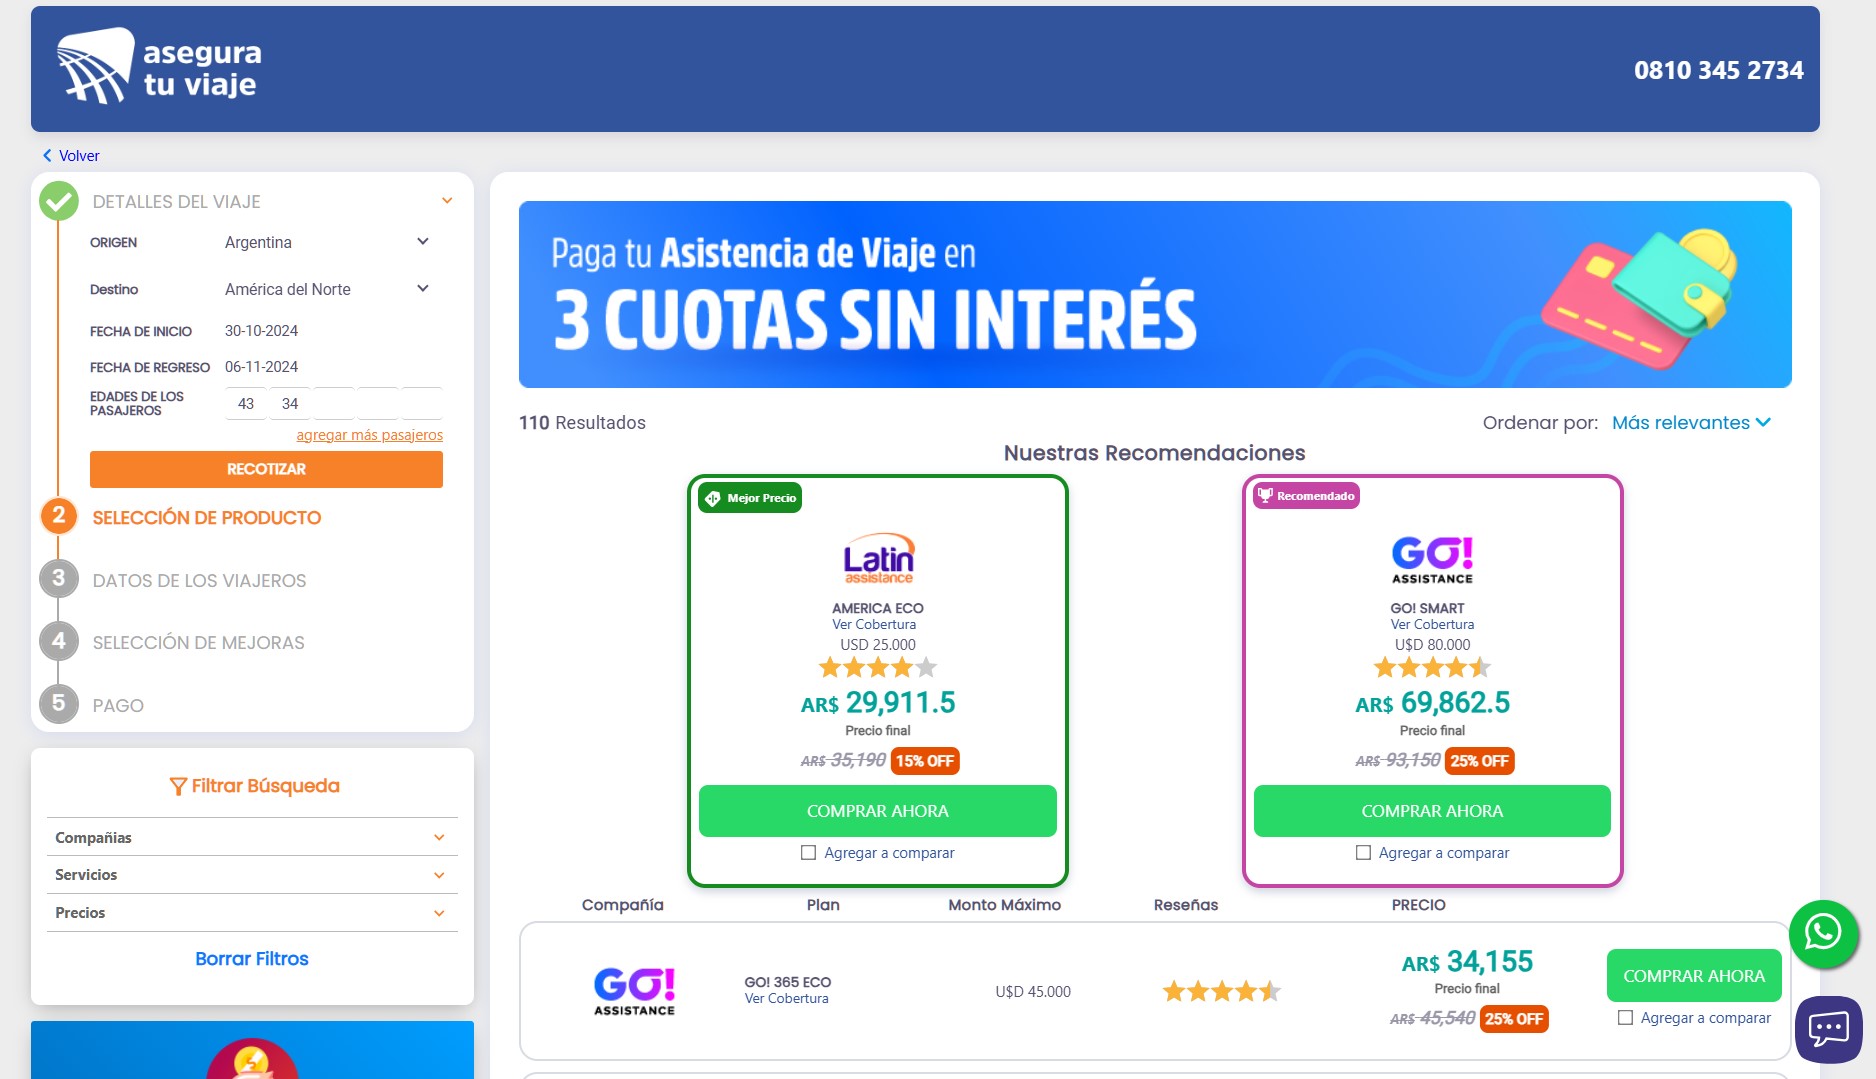 asegura
tu viaje
0810 345 2734
Volver
DETALLES DEL VIAJE
ORIGEN Argentina
Destino América del Norte
FECHA DE INICIO 30-10-2024
FECHA DE REGRESO 06-11-2024
EDADES DE LOS
PASAJEROS
43 34
agregar más pasajeros
RECOTIZAR
2 SELECCIÓN DE PRODUCTO
3 DATOS DE LOS VIAJEROS
4 SELECCIÓN DE MEJORAS
5 PAGO
Filtrar Búsqueda
Compañias
Servicios
Precios
Borrar Filtros
Paga tu Asistencia de Viaje en
3 CUOTAS SIN INTERÉS
110 Resultados
Ordenar por: Más relevantes
Nuestras Recomendaciones
Mejor Precio
Latin
assistance
AMERICA ECO
Ver Cobertura
USD 25.000
AR$ 29,911.5
Precio final
AR$ 35,190 15% OFF
COMPRAR AHORA
Agregar a comparar
Recomendado
GO!
ASSISTANCE
GO! SMART
Ver Cobertura
U$D 80.000
AR$ 69,862.5
Precio final
AR$ 93,150 25% OFF
COMPRAR AHORA
Agregar a comparar
Compañía Plan Monto Máximo Reseñas PRECIO
GO!
ASSISTANCE
GO! 365 ECO
Ver Cobertura
U$D 45.000
AR$ 34,155
Precio final
AR$ 45,540 25% OFF
COMPRAR AHORA
Agregar a comparar